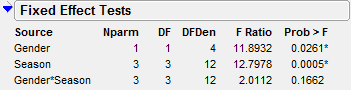 Fixed Effect Tests
Source Nparm DF DFDen F Ratio Prob > F
Gender 1 1 4 11.8932 0.0261*
Season 3 3 12 12.7978 0.0005*
Gender*Season 3 3 12 2.0112 0.1662